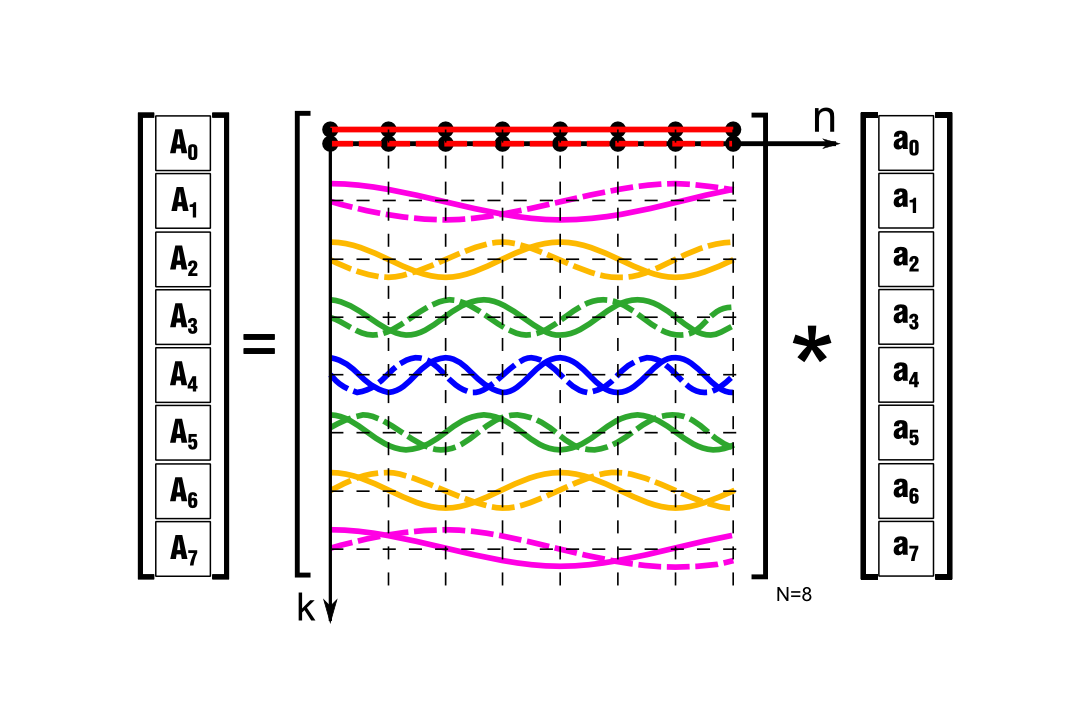 n
A0 a0
A1 a1
A2 a2
A3 a3
= *
A4 a4
A5 a5
A6 a6
A7 a7
N=8
k